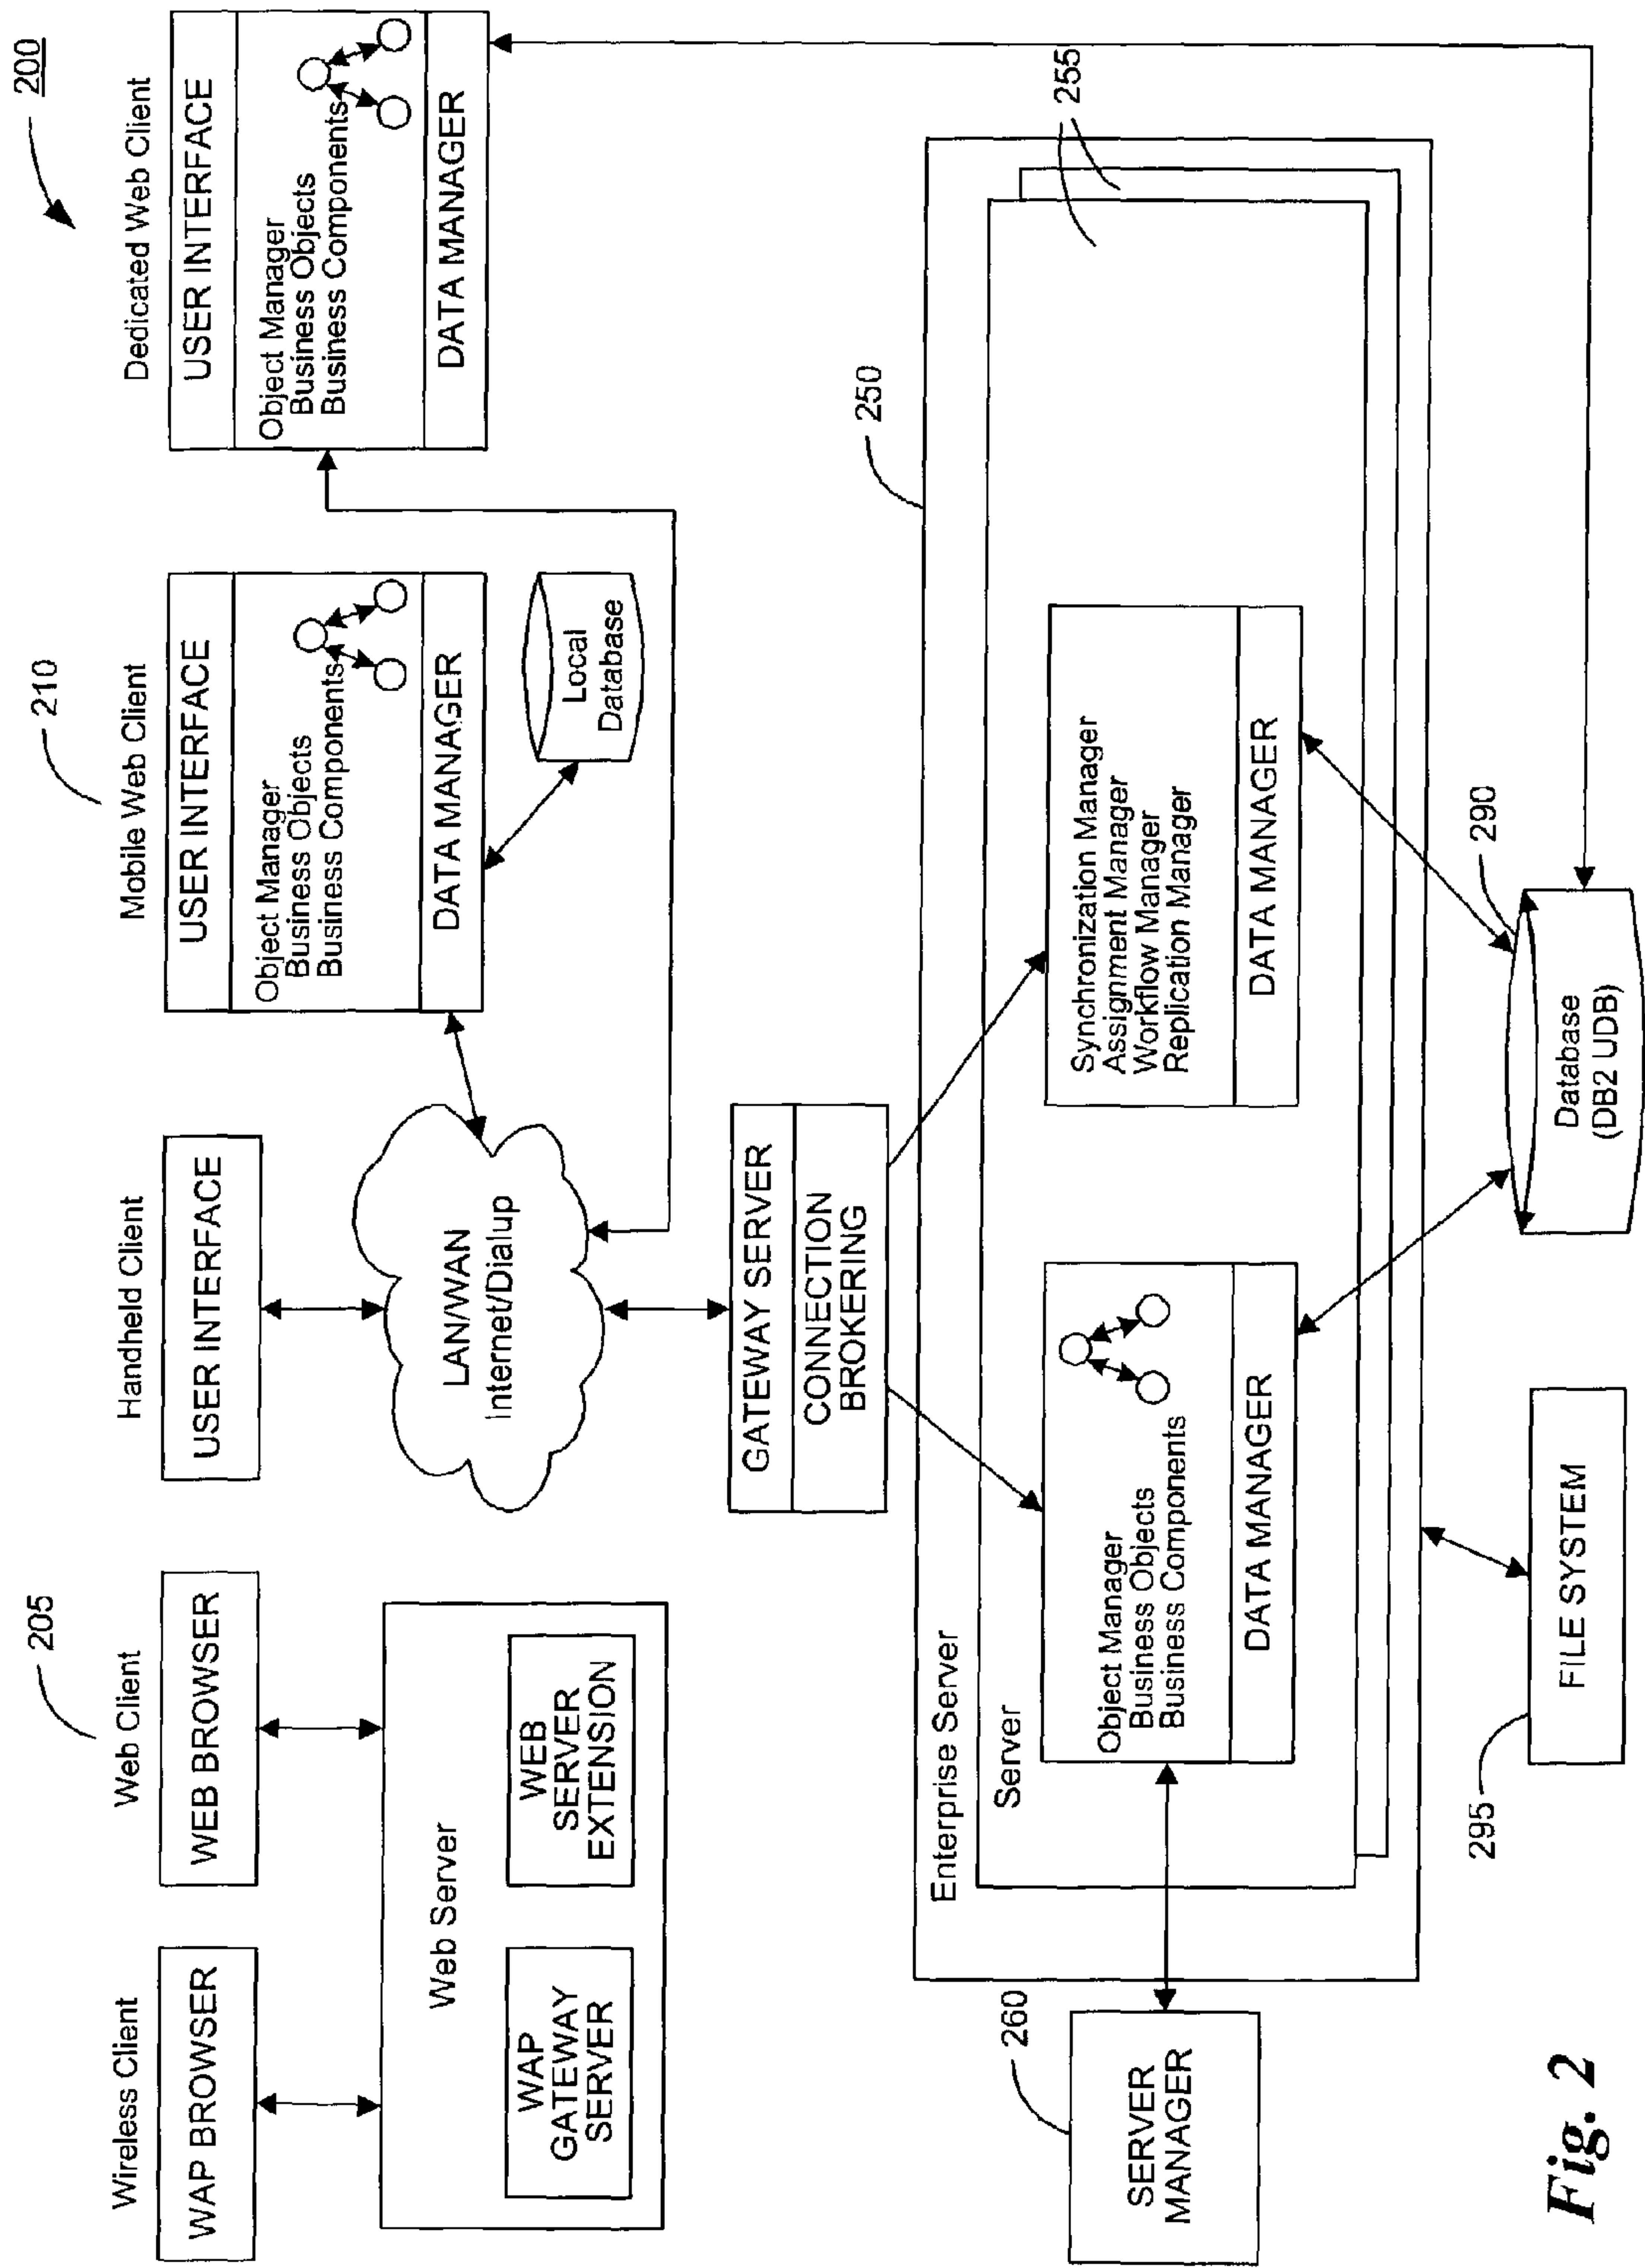 200
Wireless Client
WAP BROWSER
205
Web Client
WEB BROWSER
Handheld Client
USER INTERFACE
210
Mobile Web Client
USER INTERFACE
Object Manager
Business Objects
Business Components
DATA MANAGER
Dedicated Web Client
USER INTERFACE
Object Manager
Business Objects
Business Components
DATA MANAGER
Web Server
WAP
GATEWAY
SERVER
WEB
SERVER
EXTENSION
LAN/WAN
Internet/Dialup
Local
Database
GATEWAY SERVER
CONNECTION
BROKERING
250
Enterprise Server
Server
255
Object Manager
Business Objects
Business Components
DATA MANAGER
Synchronization Manager
Assignment Manager
Workflow Manager
Replication Manager
DATA MANAGER
260
SERVER
MANAGER
295
FILE SYSTEM
290
Database
(DB2 UDB)
Fig. 2